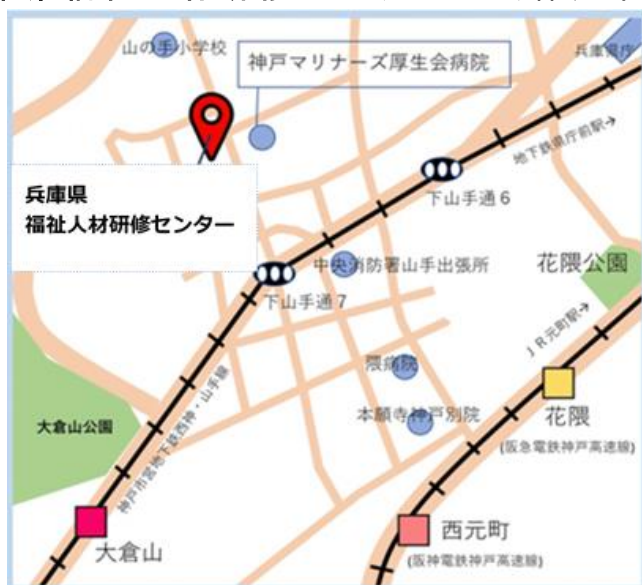 山の手小学校
神戸マリナーズ厚生会病院
兵庫県庁
地下鉄県庁前駅→
下山手通6
兵庫県
福祉人材研修センター
中央消防署山手出張所
花隈公園
下山手通7
JR元町駅→
隈病院
花隈
(阪急電鉄神戸高速線)
本願寺神戸別院
大倉山公園
神戸市営地下鉄西神・山手線
大倉山
西元町
(阪神電鉄神戸高速線)